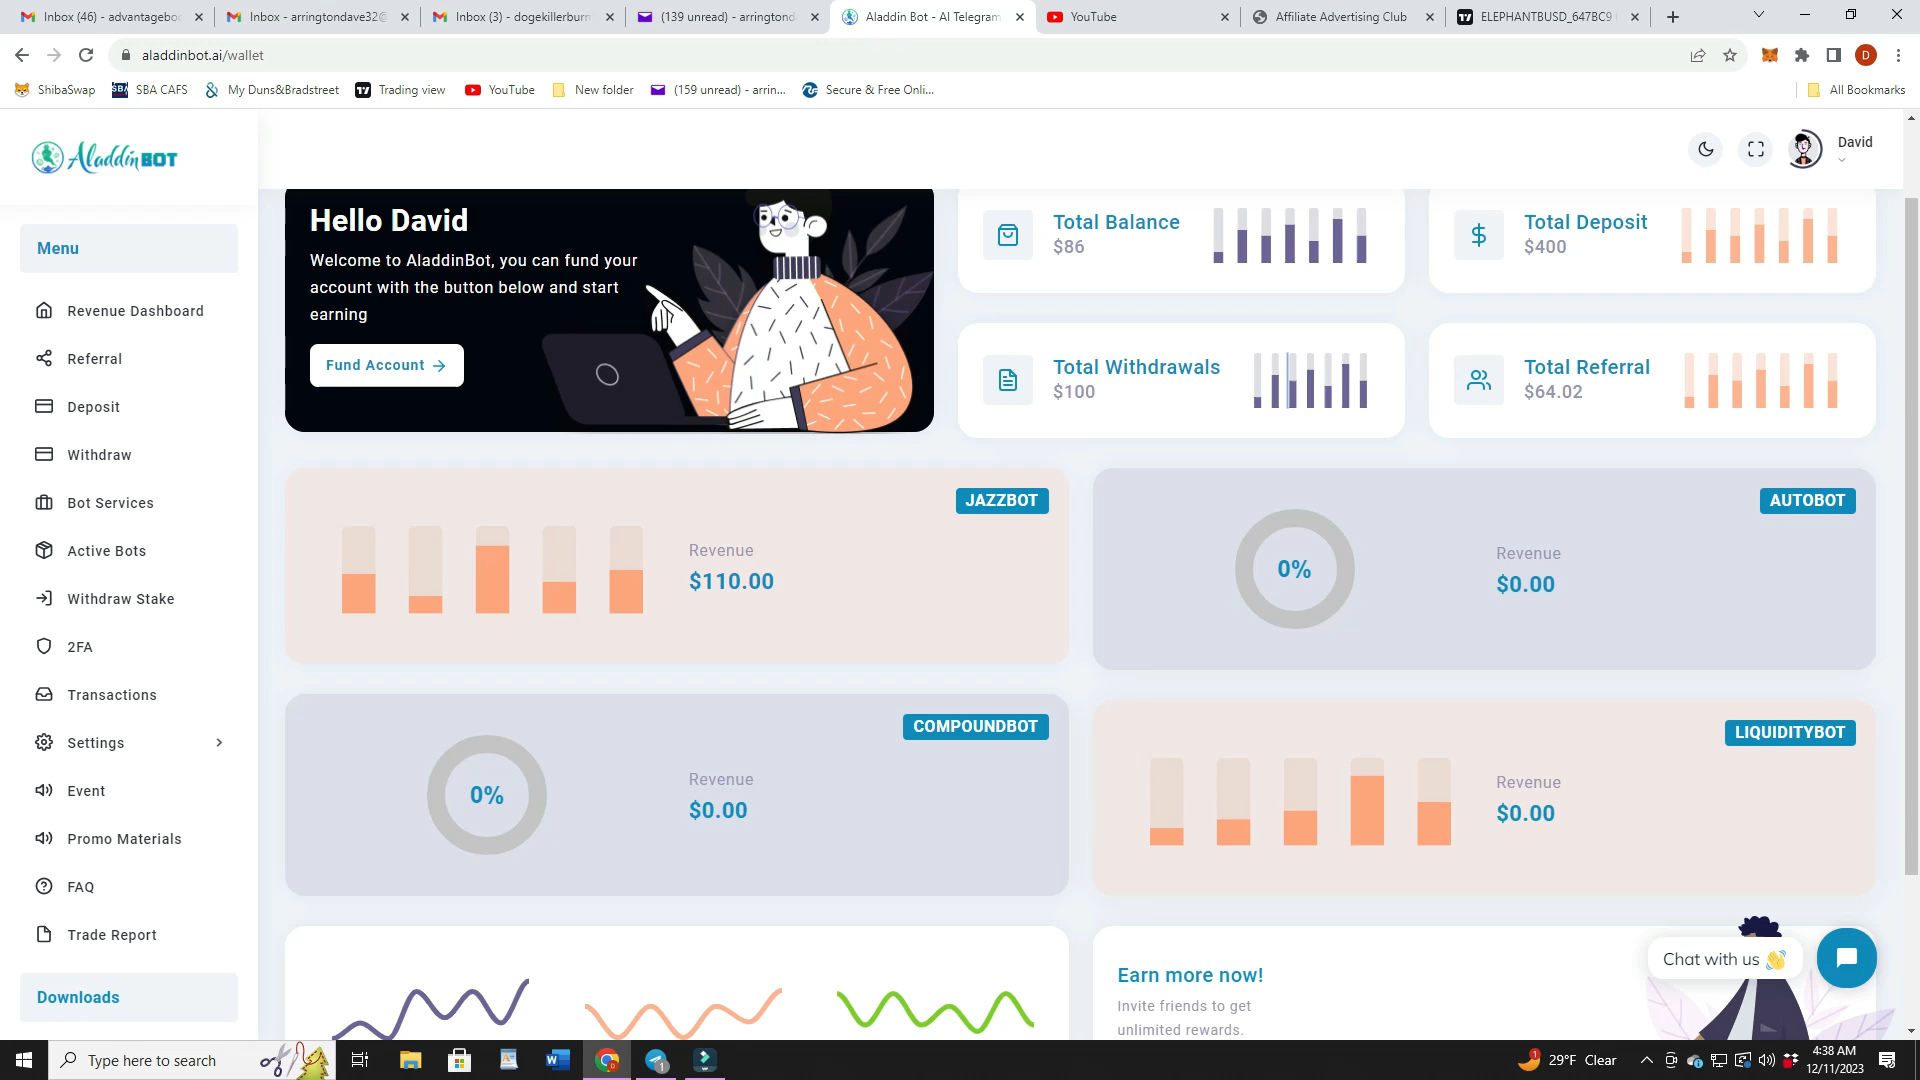 Inbox (46) - advantageboo
Inbox - arringtondave32@
Inbox (3) - dogekillerburn
(139 unread) - arringtond
Aladdin Bot - AI Telegram
YouTube
Affiliate Advertising Club
ELEPHANTBUSD_647BC9
aladdinbot.ai/wallet
D
ShibaSwap
SBA
SBA CAFS
My Duns&Bradstreet
Trading view
YouTube
New folder
(159 unread) - arrin...
Secure & Free Onli...
All Bookmarks
AladdinBOT
David
Menu
Revenue Dashboard
Referral
Deposit
Withdraw
Bot Services
Active Bots
Withdraw Stake
2FA
Transactions
Settings
Event
Promo Materials
FAQ
Trade Report
Downloads
Hello David
Welcome to AladdinBot, you can fund your
account with the button below and start
earning
Fund Account
Total Balance
$86
Total Deposit
$400
Total Withdrawals
$100
Total Referral
$64.02
JAZZBOT
Revenue
$110.00
AUTOBOT
0%
Revenue
$0.00
COMPOUNDBOT
0%
Revenue
$0.00
LIQUIDITYBOT
Revenue
$0.00
Earn more now!
Invite friends to get
unlimited rewards.
Chat with us
Type here to search
29°F Clear
4:38 AM
12/11/2023